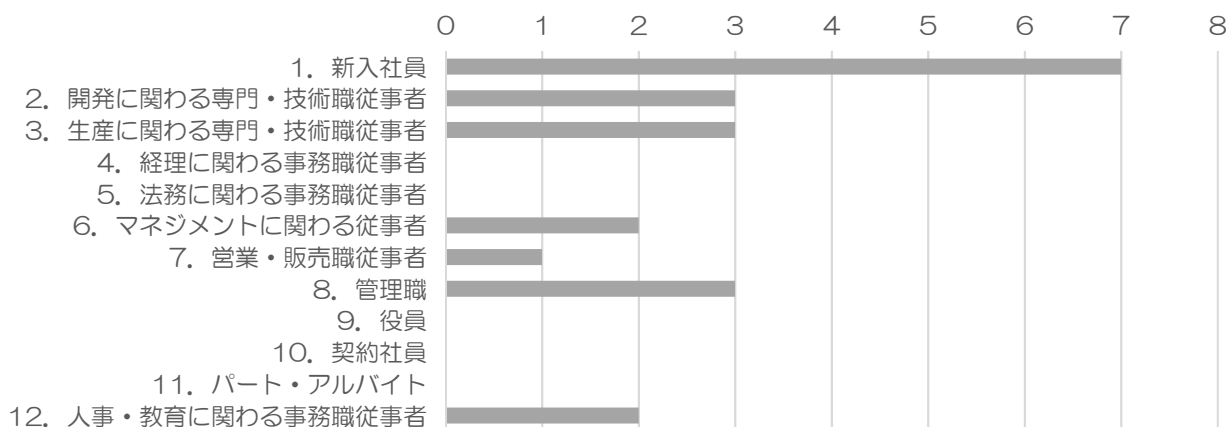 0 1 2 3 4 5 6 7 8
1. 新入社員
2. 開発に関わる専門・技術職従事者
3. 生産に関わる専門・技術職従事者
4. 経理に関わる事務職従事者
5. 法務に関わる事務職従事者
6. マネジメントに関わる従事者
7. 営業・販売職従事者
8. 管理職
9. 役員
10. 契約社員
11. パート・アルバイト
12. 人事・教育に関わる事務職従事者